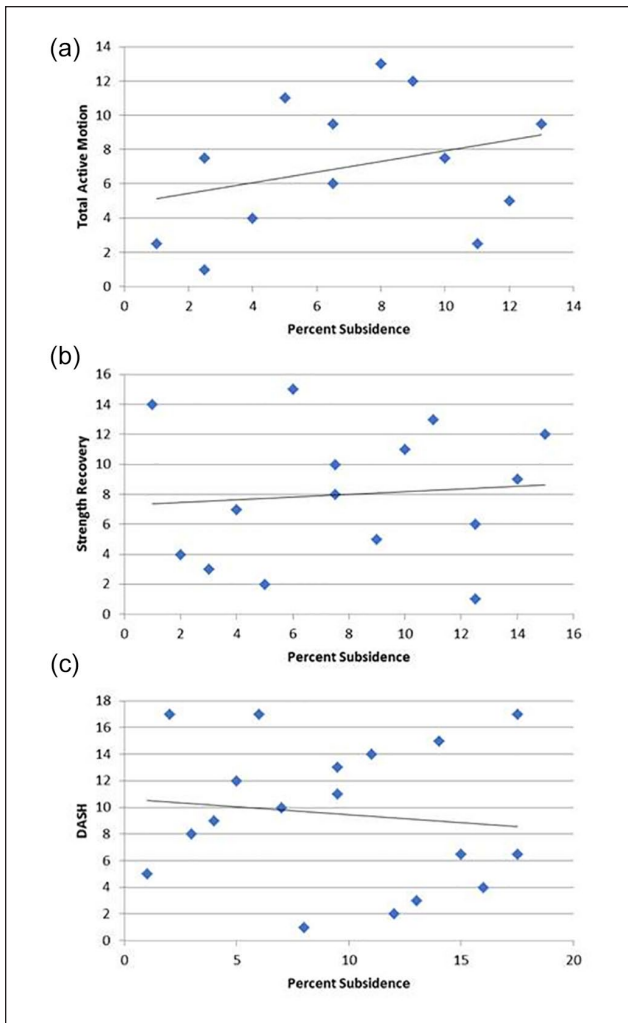 (a)
14
12
10
8
6
4
2
0
Total Active Motion
0 2 4 6 8 10 12 14
Percent Subsidence
(b)
16
14
12
10
8
6
4
2
0
Strength Recovery
0 2 4 6 8 10 12 14 16
Percent Subsidence
(c)
18
16
14
12
10
8
6
4
2
0
DASH
0 5 10 15 20
Percent Subsidence